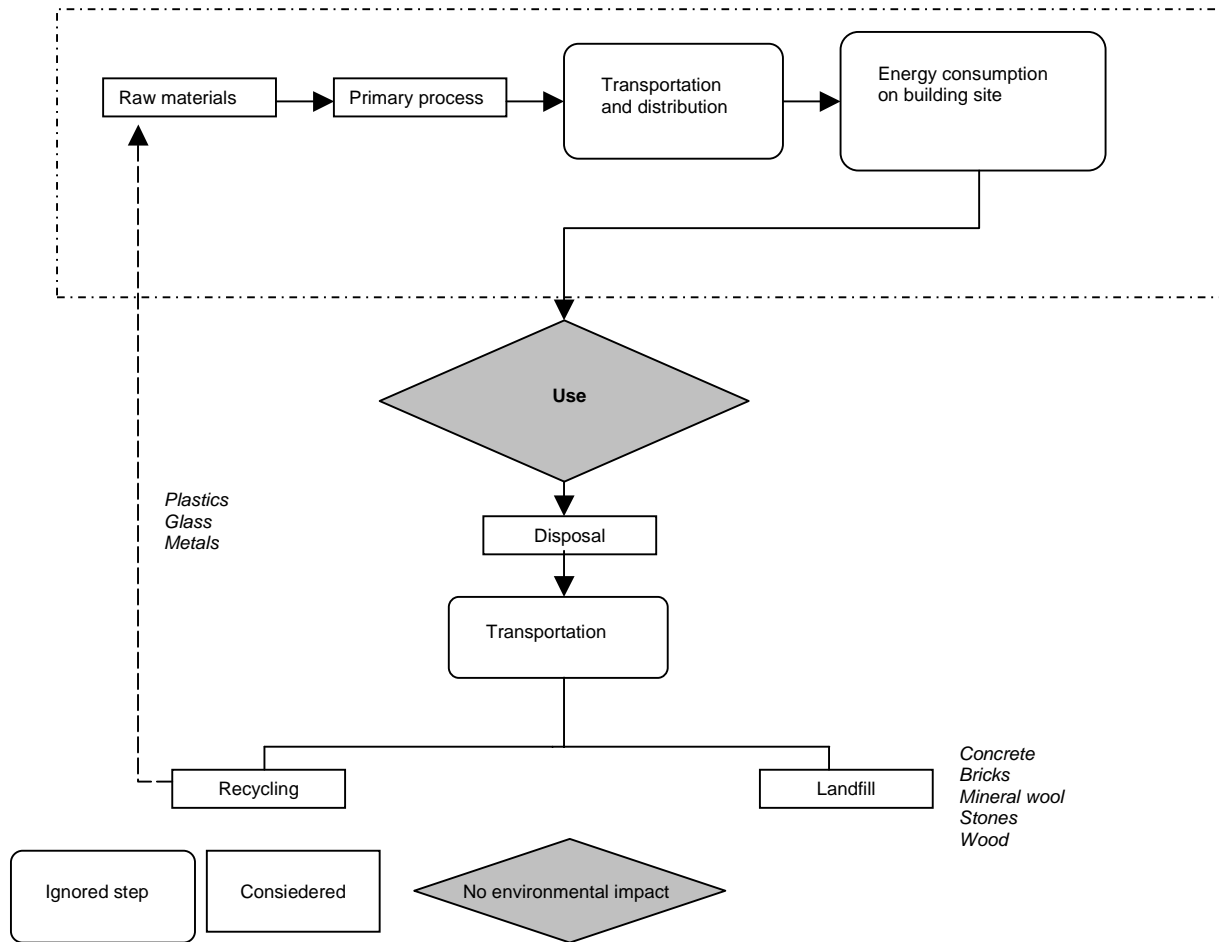 Raw materials
Primary process
Transportation
and distribution
Energy consumption
on building site
Use
Plastics
Glass
Metals
Disposal
Transportation
Recycling
Landfill
Concrete
Bricks
Mineral wool
Stones
Wood
Ignored step
Consiedered
No environmental impact